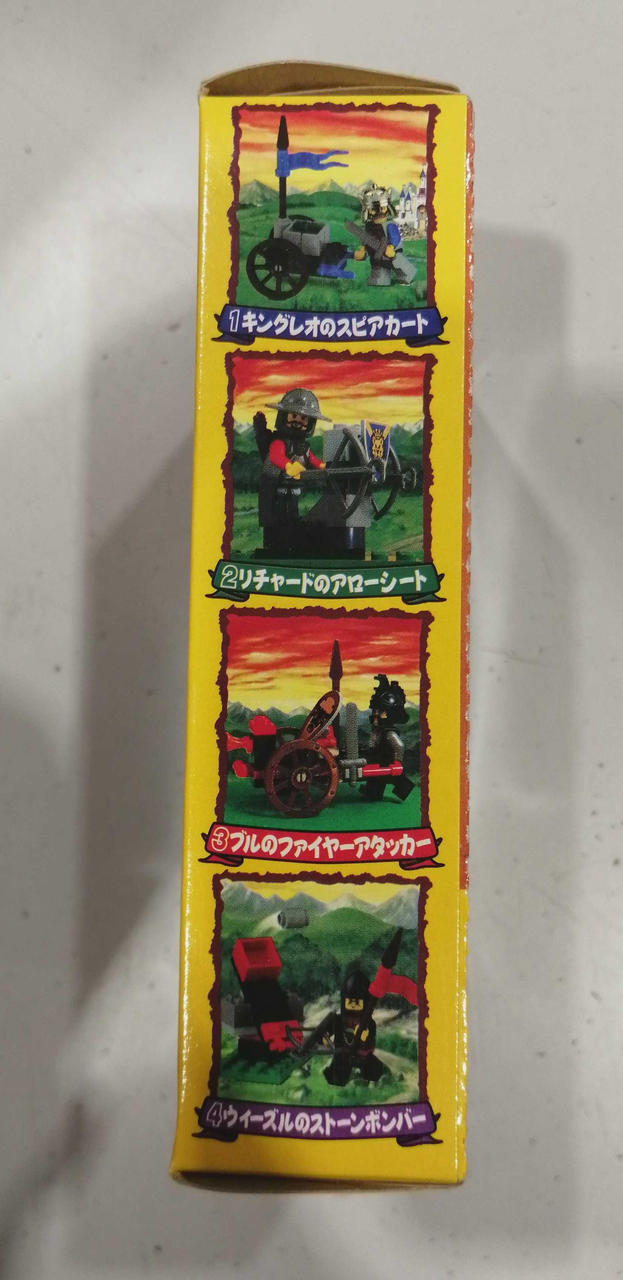 1キングレオのスピアカート
2リチャードのアローシート
3ブルのファイヤーアタッカー
4ウィーズルのストーンボンバー